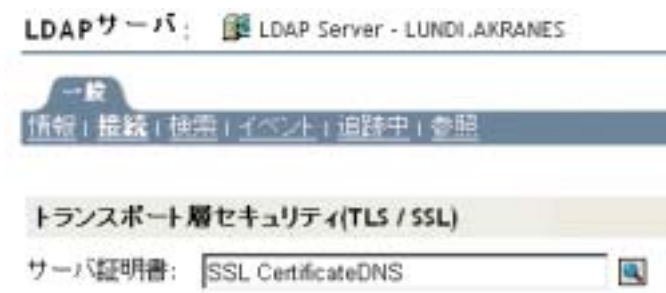 LDAPサーバ: LDAP Server - LUNDI.AKRANES
一般
情報 | 接続 | 検索 | イベント | 追跡中 | 参照
トランスポート層セキュリティ(TLS / SSL)
サーバ証明書: SSL CertificateDNS